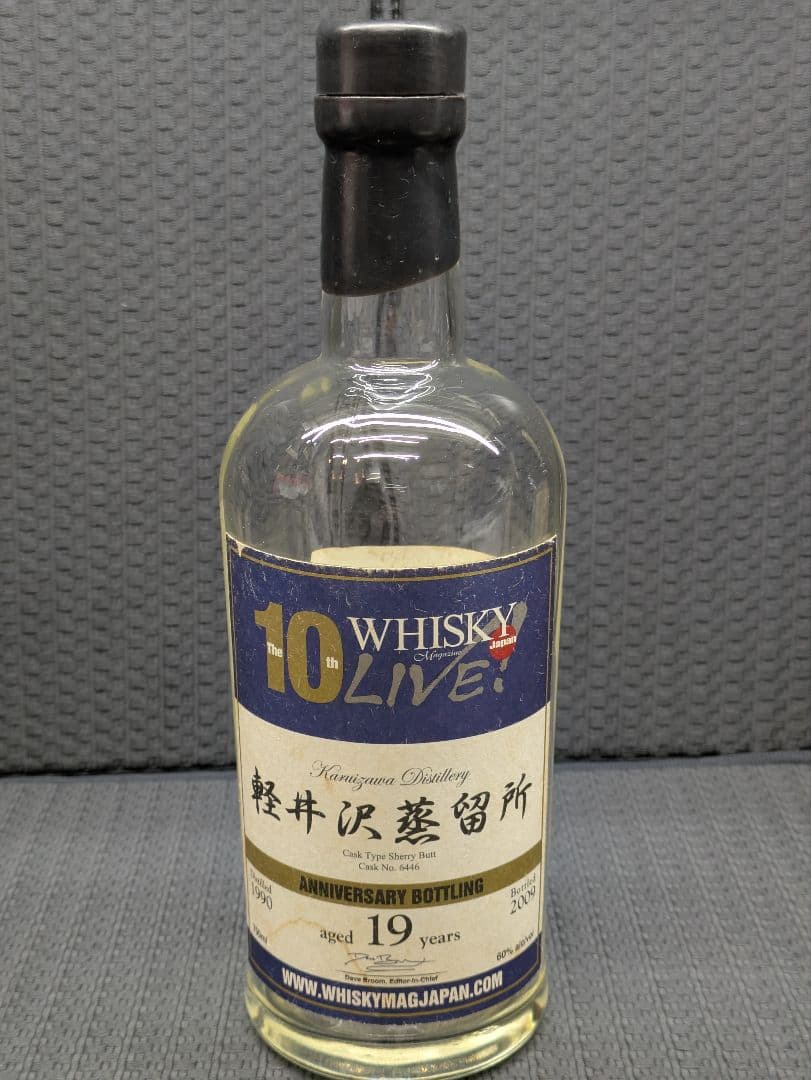 The 10th
WHISKY
Magazine
Japan
LIVE!
Karuizawa Distillery
軽井沢蒸留所
Cask Type Sherry Butt
Cask No. 6446
ANNIVERSARY BOTTLING
Distilled
1990
Bottled
2009
aged 19 years
700ml
60% alc/vol
Dave Broom, Editor-in-Chief
WWW.WHISKYMAGJAPAN.COM